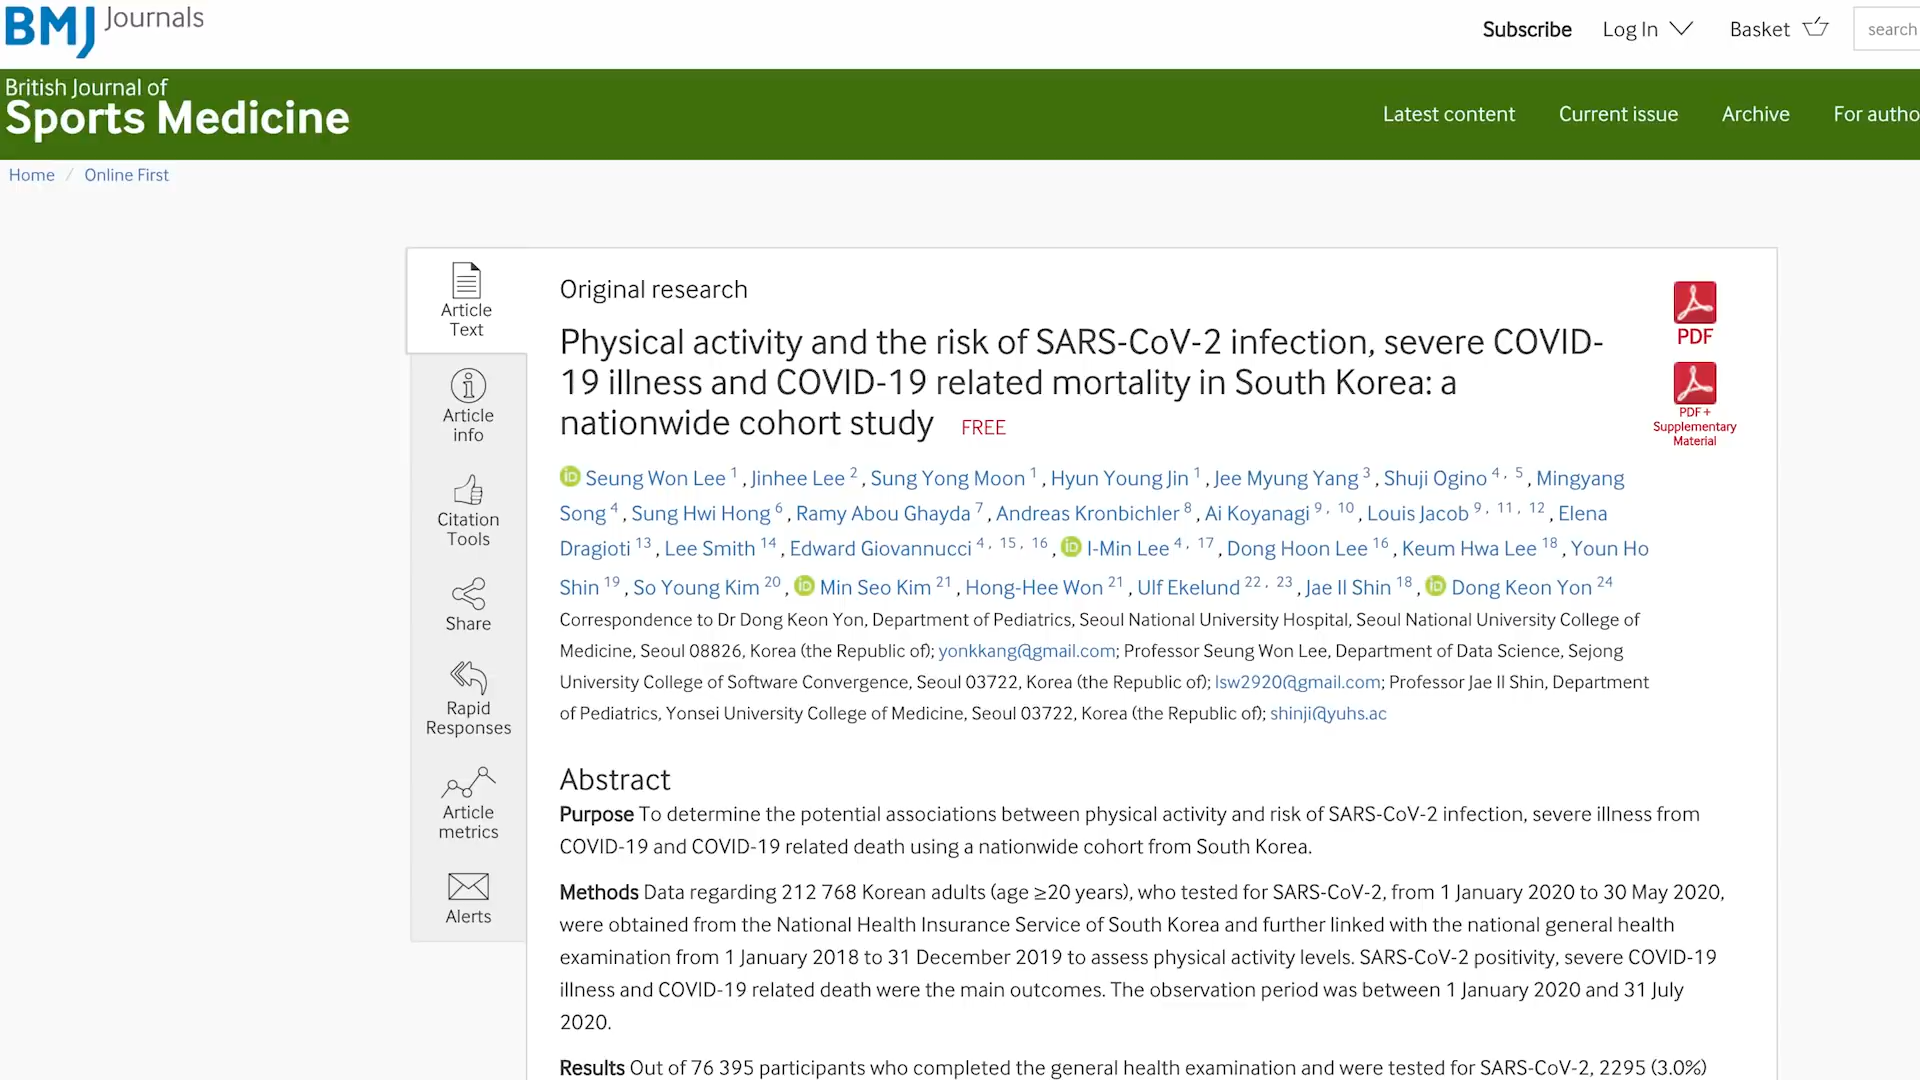 BMJ Journals
Subscribe Log In Basket search
British Journal of
Sports Medicine
Latest content Current issue Archive For autho
Home / Online First
Article
Text
Article
info
Citation
Tools
Share
Rapid
Responses
Article
metrics
Alerts
Original research
Physical activity and the risk of SARS-CoV-2 infection, severe COVID-
19 illness and COVID-19 related mortality in South Korea: a
nationwide cohort study FREE
PDF
PDF +
Supplementary
Material
iD Seung Won Lee 1, Jinhee Lee 2, Sung Yong Moon 1, Hyun Young Jin 1, Jee Myung Yang 3, Shuji Ogino 4, 5, Mingyang
Song 4, Sung Hwi Hong 6, Ramy Abou Ghayda 7, Andreas Kronbichler 8, Ai Koyanagi 9, 10, Louis Jacob 9, 11, 12, Elena
Dragioti 13, Lee Smith 14, Edward Giovannucci 4, 15, 16, iD I-Min Lee 4, 17, Dong Hoon Lee 16, Keum Hwa Lee 18, Youn Ho
Shin 19, So Young Kim 20, iD Min Seo Kim 21, Hong-Hee Won 21, Ulf Ekelund 22, 23, Jae Il Shin 18, iD Dong Keon Yon 24
Correspondence to Dr Dong Keon Yon, Department of Pediatrics, Seoul National University Hospital, Seoul National University College of
Medicine, Seoul 08826, Korea (the Republic of); yonkkang@gmail.com; Professor Seung Won Lee, Department of Data Science, Sejong
University College of Software Convergence, Seoul 03722, Korea (the Republic of); lsw2920@gmail.com; Professor Jae Il Shin, Department
of Pediatrics, Yonsei University College of Medicine, Seoul 03722, Korea (the Republic of); shinji@yuhs.ac
Abstract
Purpose To determine the potential associations between physical activity and risk of SARS-CoV-2 infection, severe illness from
COVID-19 and COVID-19 related death using a nationwide cohort from South Korea.
Methods Data regarding 212 768 Korean adults (age ≥20 years), who tested for SARS-CoV-2, from 1 January 2020 to 30 May 2020,
were obtained from the National Health Insurance Service of South Korea and further linked with the national general health
examination from 1 January 2018 to 31 December 2019 to assess physical activity levels. SARS-CoV-2 positivity, severe COVID-19
illness and COVID-19 related death were the main outcomes. The observation period was between 1 January 2020 and 31 July
2020.
Results Out of 76 395 participants who completed the general health examination and were tested for SARS-CoV-2, 2295 (3.0%)